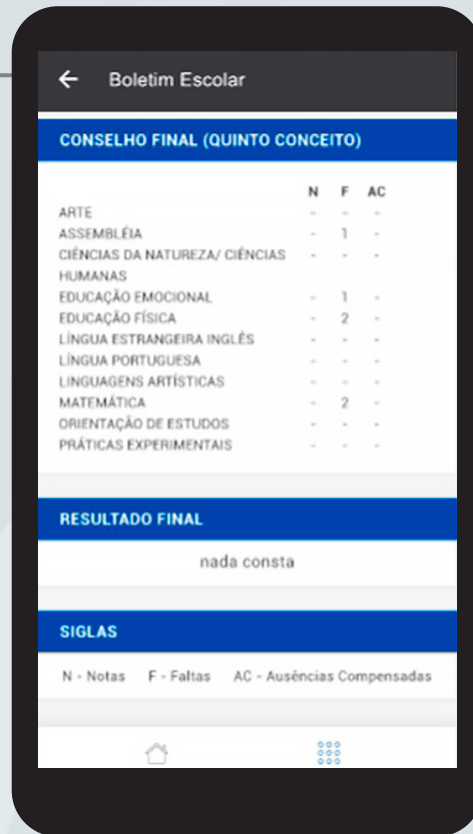 Boletim Escolar
CONSELHO FINAL (QUINTO CONCEITO)
N F AC
ARTE - - -
ASSEMBLÉIA - 1 -
CIÊNCIAS DA NATUREZA/ CIÊNCIAS - - -
HUMANAS
EDUCAÇÃO EMOCIONAL - 1 -
EDUCAÇÃO FÍSICA - 2 -
LÍNGUA ESTRANGEIRA INGLÊS - - -
LÍNGUA PORTUGUESA - - -
LINGUAGENS ARTÍSTICAS - - -
MATEMÁTICA - 2 -
ORIENTAÇÃO DE ESTUDOS - - -
PRÁTICAS EXPERIMENTAIS - - -
RESULTADO FINAL
nada consta
SIGLAS
N - Notas F - Faltas AC - Ausências Compensadas